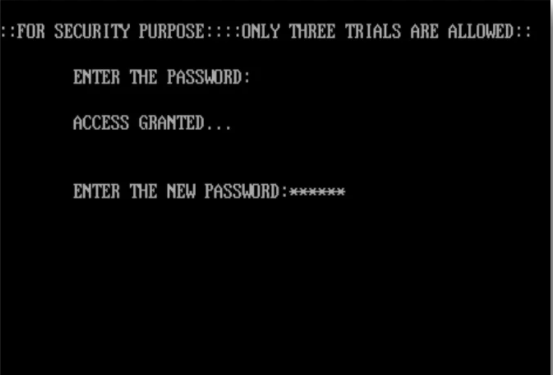 ::FOR SECURITY PURPOSE::::ONLY THREE TRIALS ARE ALLOWED::
ENTER THE PASSWORD:
ACCESS GRANTED...
ENTER THE NEW PASSWORD:******